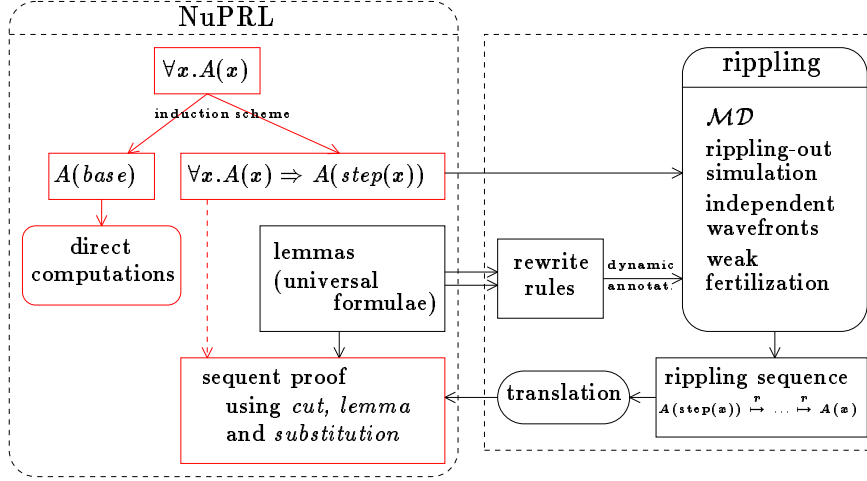 NuPRL
∀x.A(x)
induction scheme
A(base)
∀x.A(x) ⇒ A(step(x))
direct
computations
lemmas
(universal
formulae)
sequent proof
using cut, lemma
and substitution
rewrite
rules
dynamic
annotat.
rippling
ℳ𝒟
rippling-out
simulation
independent
wavefronts
weak
fertilization
translation
rippling sequence
A(step(x)) r↦ ... r↦ A(x)